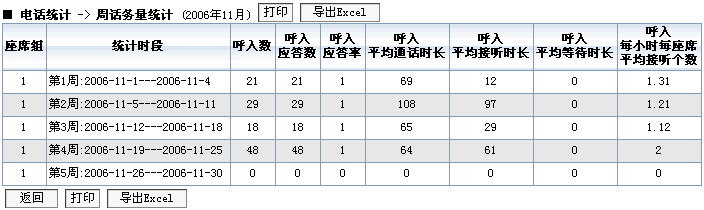 ■ 电话统计 -> 周话务量统计 (2006年11月) 打印 导出Excel
座席组 统计时段 呼入数 呼入应答数 呼入应答率 呼入平均通话时长 呼入平均接听时长 呼入平均等待时长 呼入每小时每座席平均接听个数
1 第1周:2006-11-1---2006-11-4 21 21 1 69 12 0 1.31
1 第2周:2006-11-5---2006-11-11 29 29 1 108 97 0 1.21
1 第3周:2006-11-12---2006-11-18 18 18 1 65 29 0 1.12
1 第4周:2006-11-19---2006-11-25 48 48 1 64 61 0 2
1 第5周:2006-11-26---2006-11-30 0 0 0 0 0 0 0
返回 打印 导出Excel